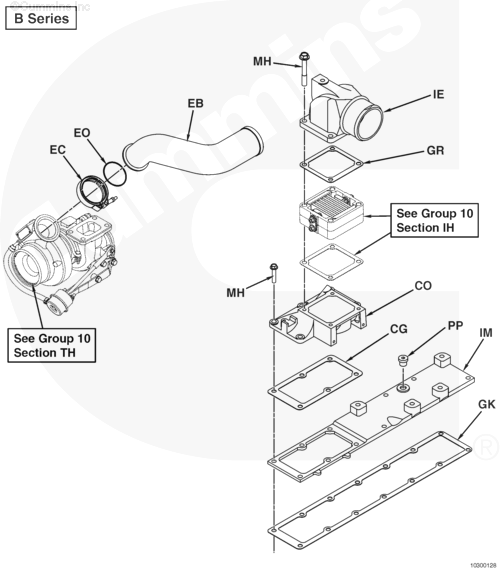 ©Cummins Inc
B Series
MH
IE
EB
EO
GR
EC
See Group 10
Section IH
MH
CO
CG
PP
IM
See Group 10
Section TH
GK
Cummins
®
10300128